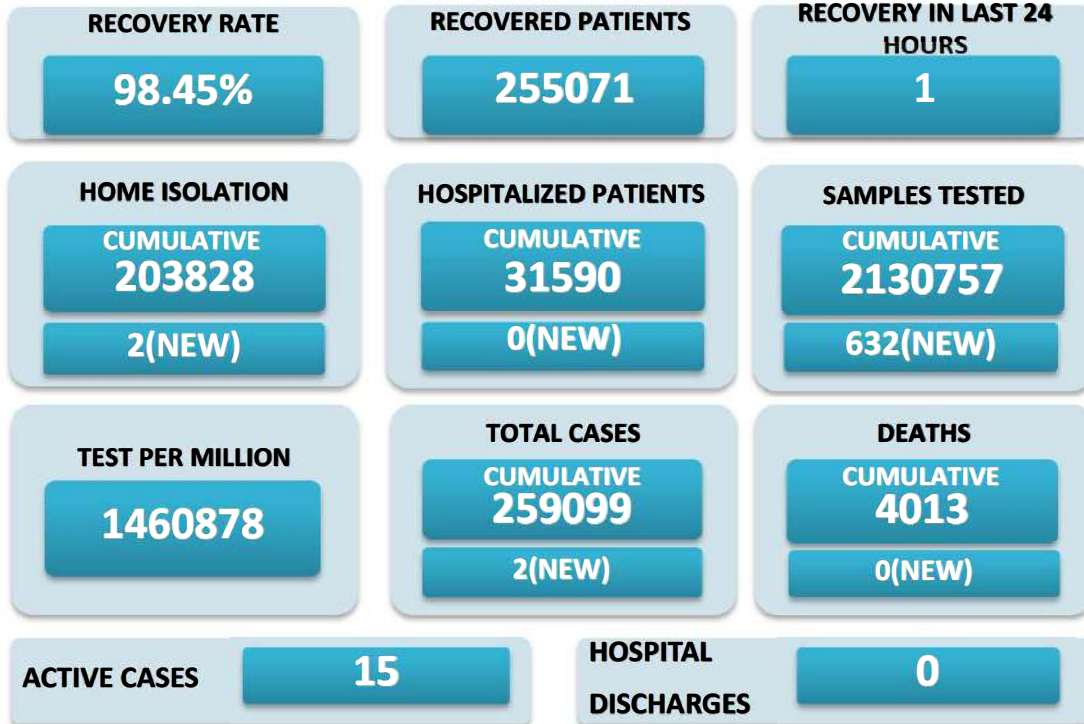 RECOVERY RATE
98.45%
RECOVERED PATIENTS
255071
RECOVERY IN LAST 24
HOURS
1
HOME ISOLATION
CUMULATIVE
203828
2(NEW)
HOSPITALIZED PATIENTS
CUMULATIVE
31590
0(NEW)
SAMPLES TESTED
CUMULATIVE
2130757
632(NEW)
TEST PER MILLION
1460878
TOTAL CASES
CUMULATIVE
259099
2(NEW)
DEATHS
CUMULATIVE
4013
0(NEW)
ACTIVE CASES
15
HOSPITAL
DISCHARGES
0